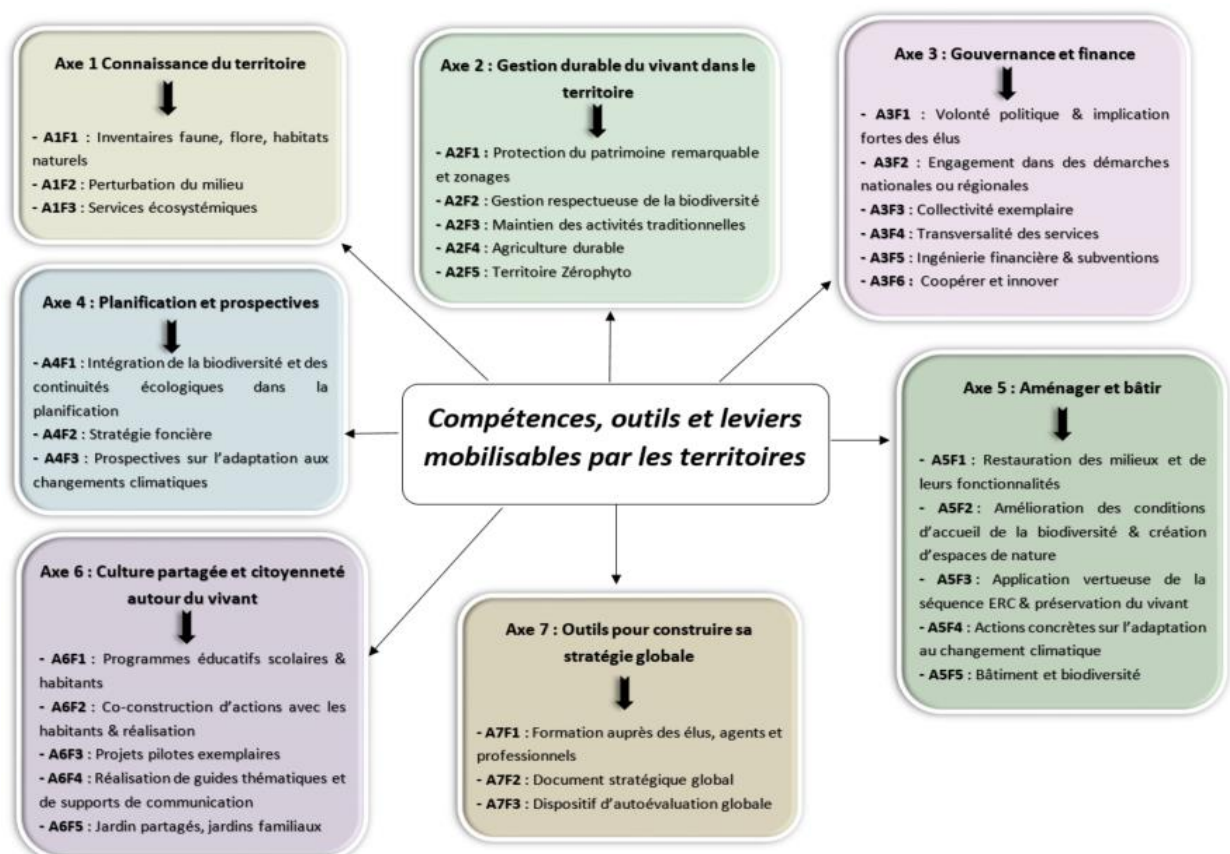 Axe 1 Connaissance du territoire
- A1F1 : Inventaires faune, flore, habitats
naturels
- A1F2 : Perturbation du milieu
- A1F3 : Services écosystémiques
Axe 2 : Gestion durable du vivant dans le
territoire
- A2F1 : Protection du patrimoine remarquable
et zonages
- A2F2 : Gestion respectueuse de la biodiversité
- A2F3 : Maintien des activités traditionnelles
- A2F4 : Agriculture durable
- A2F5 : Territoire Zérophyto
Axe 3 : Gouvernance et finance
- A3F1 : Volonté politique & implication
fortes des élus
- A3F2 : Engagement dans des démarches
nationales ou régionales
- A3F3 : Collectivité exemplaire
- A3F4 : Transversalité des services
- A3F5 : Ingénierie financière & subventions
- A3F6 : Coopérer et innover
Axe 4 : Planification et prospectives
- A4F1 : Intégration de la biodiversité et des
continuités écologiques dans la
planification
- A4F2 : Stratégie foncière
- A4F3 : Prospectives sur l'adaptation aux
changements climatiques
Compétences, outils et leviers
mobilisables par les territoires
Axe 5 : Aménager et bâtir
- A5F1 : Restauration des milieux et de
leurs fonctionnalités
- A5F2 : Amélioration des conditions
d'accueil de la biodiversité & création
d'espaces de nature
- A5F3 : Application vertueuse de la
séquence ERC & préservation du vivant
- A5F4 : Actions concrètes sur l'adaptation
au changement climatique
- A5F5 : Bâtiment et biodiversité
Axe 6 : Culture partagée et citoyenneté
autour du vivant
- A6F1 : Programmes éducatifs scolaires &
habitants
- A6F2 : Co-construction d'actions avec les
habitants & réalisation
- A6F3 : Projets pilotes exemplaires
- A6F4 : Réalisation de guides thématiques et
de supports de communication
- A6F5 : Jardin partagés, jardins familiaux
Axe 7 : Outils pour construire sa
stratégie globale
- A7F1 : Formation auprès des élus, agents et
professionnels
- A7F2 : Document stratégique global
- A7F3 : Dispositif d'autoévaluation globale